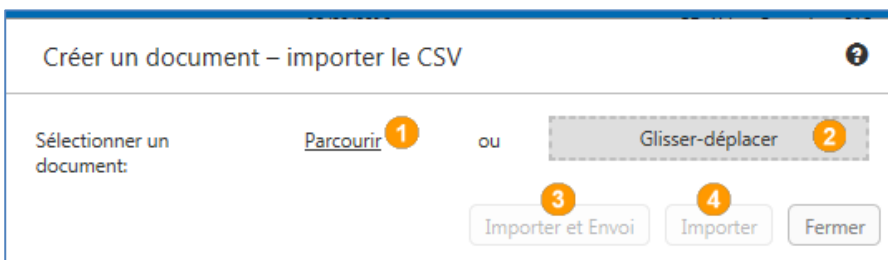 Créer un document – importer le CSV
Sélectionner un document:
Parcourir 1 ou Glisser-déplacer 2
3 4
Importer et Envoi Importer Fermer